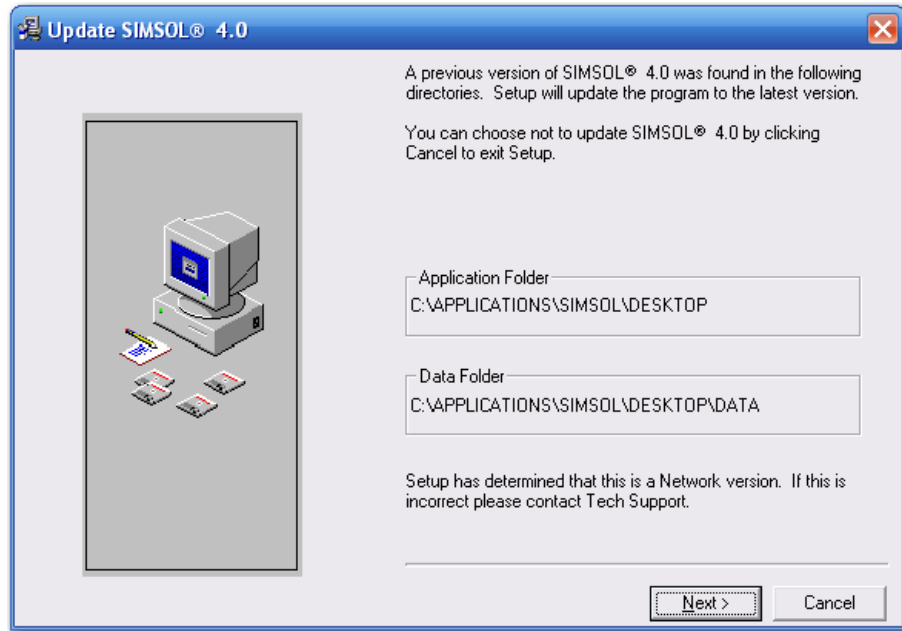 Update SIMSOL® 4.0
A previous version of SIMSOL® 4.0 was found in the following
directories. Setup will update the program to the latest version.
You can choose not to update SIMSOL® 4.0 by clicking
Cancel to exit Setup.
Application Folder
C:\APPLICATIONS\SIMSOL\DESKTOP
Data Folder
C:\APPLICATIONS\SIMSOL\DESKTOP\DATA
Setup has determined that this is a Network version. If this is
incorrect please contact Tech Support.
Next > Cancel